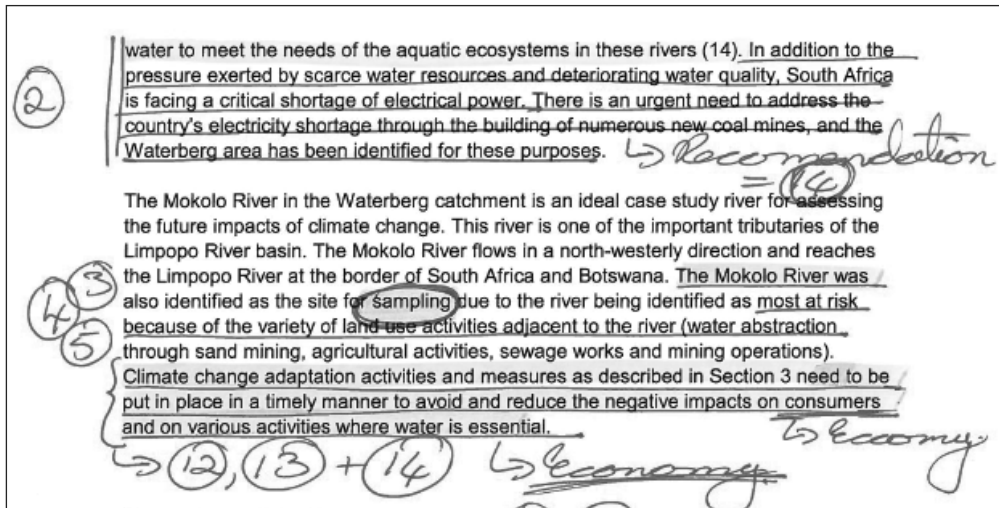 water to meet the needs of the aquatic ecosystems in these rivers (14). In addition to the
2
pressure exerted by scarce water resources and deteriorating water quality, South Africa
is facing a critical shortage of electrical power. There is an urgent need to address the
country's electricity shortage through the building of numerous new coal mines, and the
Waterberg area has been identified for these purposes.
Recomendation
= 14
The Mokolo River in the Waterberg catchment is an ideal case study river for assessing
the future impacts of climate change. This river is one of the important tributaries of the
Limpopo River basin. The Mokolo River flows in a north-westerly direction and reaches
the Limpopo River at the border of South Africa and Botswana. The Mokolo River was
3
4
also identified as the site for sampling due to the river being identified as most at risk
because of the variety of land use activities adjacent to the river (water abstraction
5
through sand mining, agricultural activities, sewage works and mining operations).
Climate change adaptation activities and measures as described in Section 3 need to be
put in place in a timely manner to avoid and reduce the negative impacts on consumers
and on various activities where water is essential.
Eccomy.
12, 13 + 14
Economy.